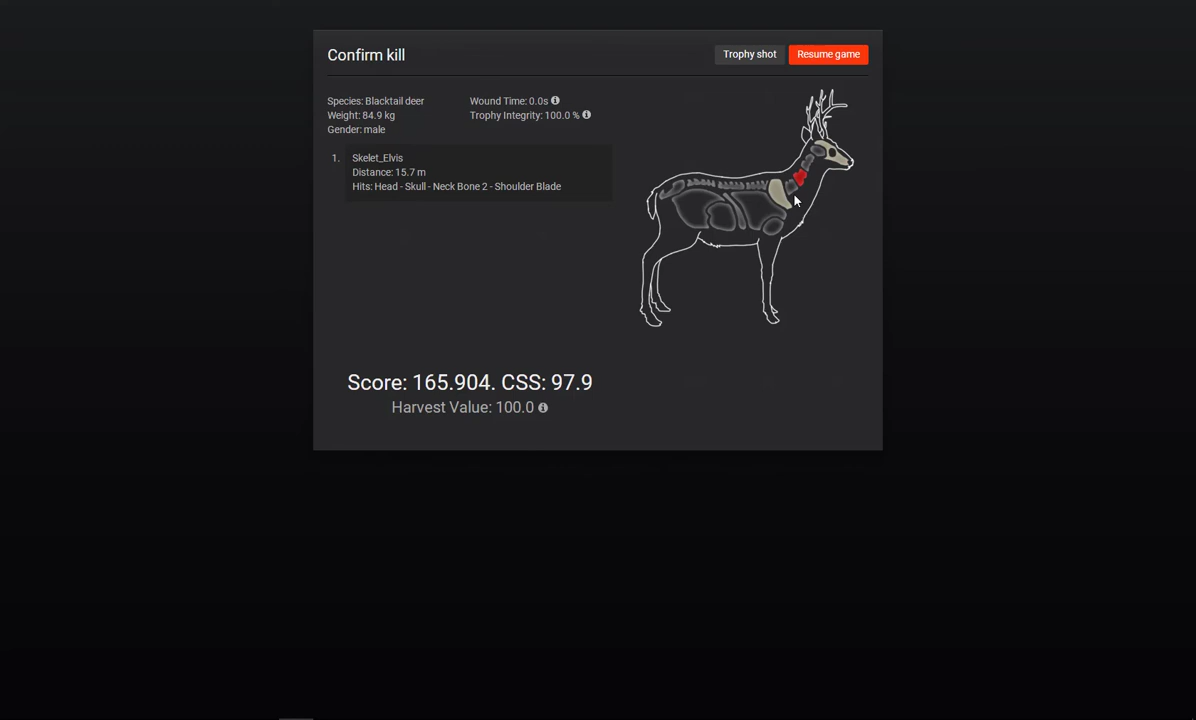 Confirm kill
Trophy shot
Resume game
Species: Blacktail deer
Weight: 84.9 kg
Gender: male
Wound Time: 0.0s
Trophy Integrity: 100.0 %
1.
Skelet_Elvis
Distance: 15.7 m
Hits: Head - Skull - Neck Bone 2 - Shoulder Blade
Score: 165.904. CSS: 97.9
Harvest Value: 100.0